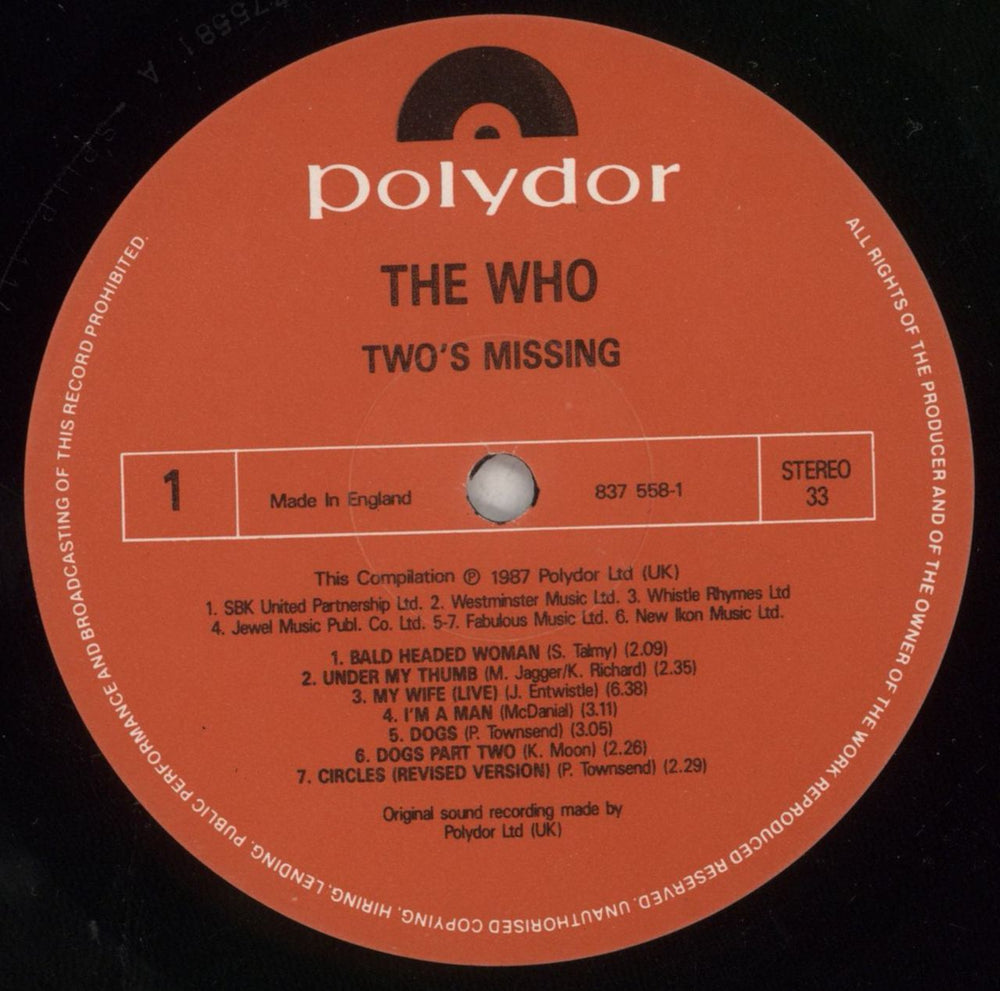 polydor
THE WHO
TWO'S MISSING
1
Made In England
837 558-1
STEREO
33
This Compilation ℗ 1987 Polydor Ltd (UK)
1. SBK United Partnership Ltd. 2. Westminster Music Ltd. 3. Whistle Rhymes Ltd
4. Jewel Music Publ. Co. Ltd. 5-7. Fabulous Music Ltd. 6. New Ikon Music Ltd.
1. BALD HEADED WOMAN (S. Talmy) (2.09)
2. UNDER MY THUMB (M. Jagger/K. Richard) (2.35)
3. MY WIFE (LIVE) (J. Entwistle) (6.38)
4. I'M A MAN (McDanial) (3.11)
5. DOGS (P. Townsend) (3.05)
6. DOGS PART TWO (K. Moon) (2.26)
7. CIRCLES (REVISED VERSION) (P. Townsend) (2.29)
Original sound recording made by
Polydor Ltd (UK)
ALL RIGHTS OF THE PRODUCER AND OF THE OWNER OF THE WORK REPRODUCED RESERVED. UNAUTHORISED COPYING, HIRING, LENDING, PUBLIC PERFORMANCE AND BROADCASTING OF THIS RECORD PROHIBITED.